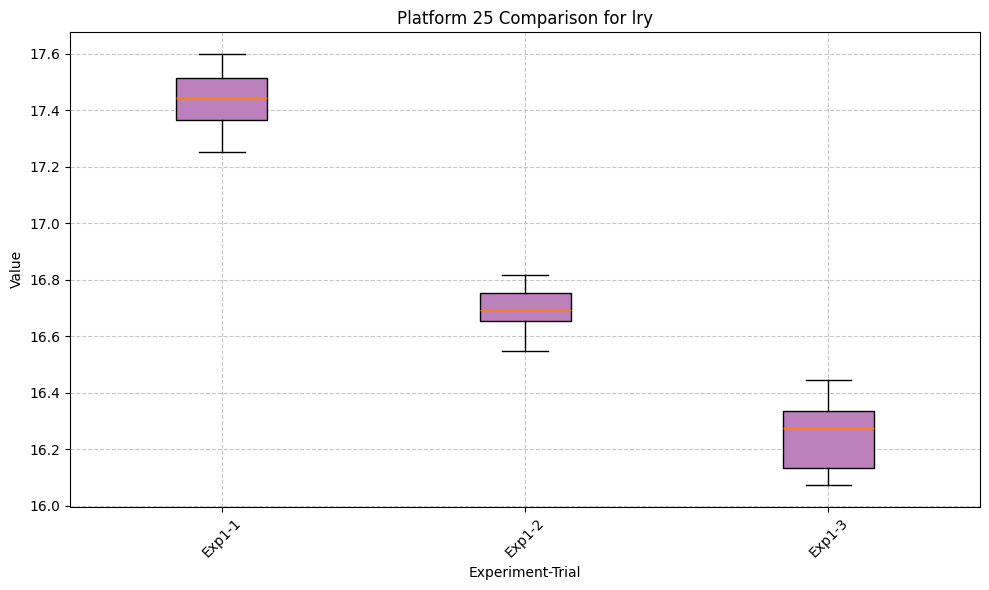 Platform 25 Comparison for lry
17.6
17.4
17.2
17.0
16.8
16.6
16.4
16.2
16.0
Value
Exp1-1
Exp1-2
Exp1-3
Experiment-Trial